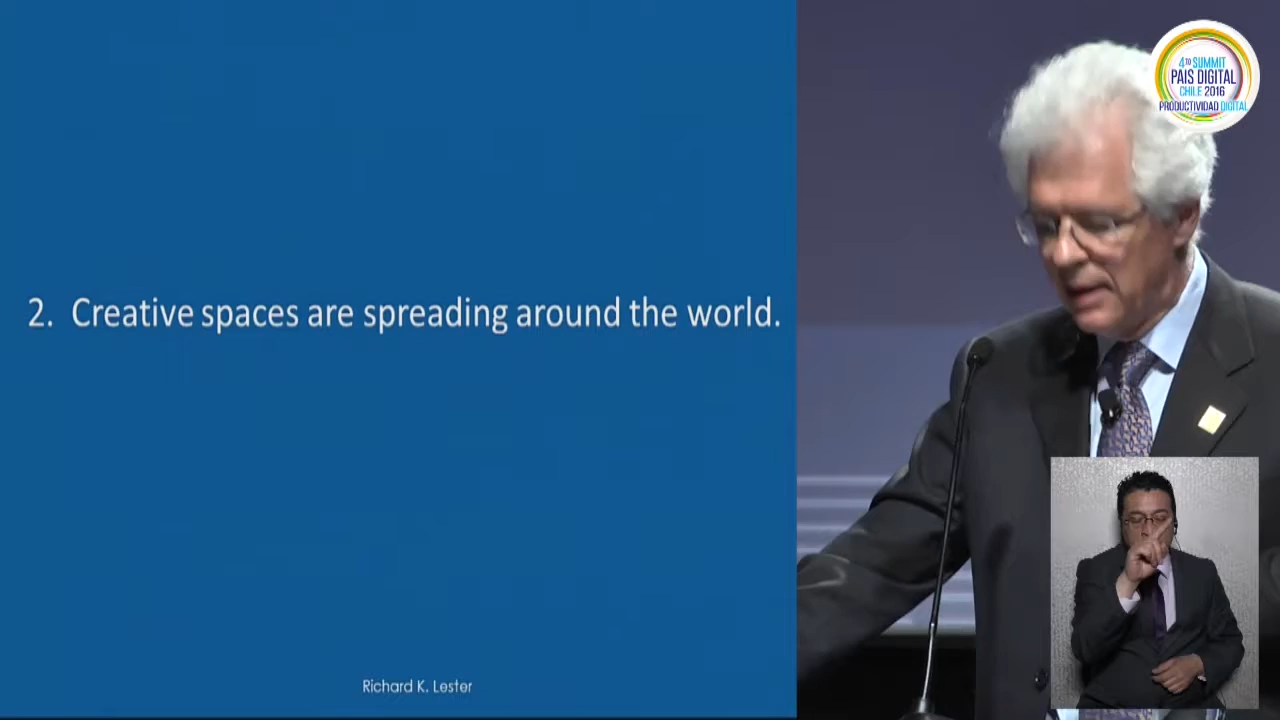 2. Creative spaces are spreading around the world.
Richard K. Lester
4TO SUMMIT
PAIS DIGITAL
CHILE 2016
PRODUCTIVIDAD DIGITAL